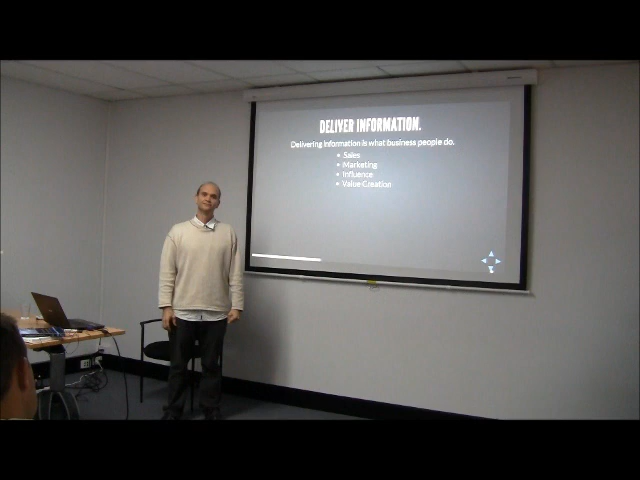 DELIVER INFORMATION.
Delivering information is what business people do.
• Sales
• Marketing
• Influence
• Value Creation